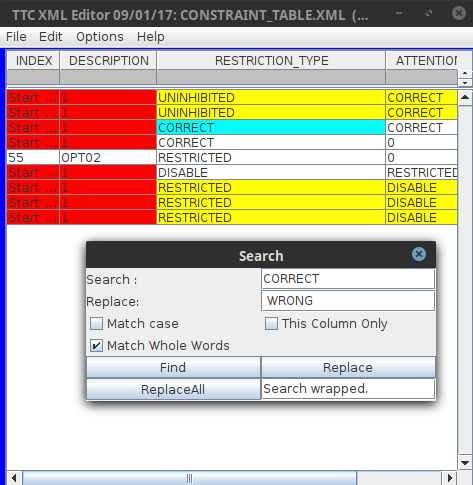 TTC XML Editor 09/01/17: CONSTRAINT_TABLE.XML (...
File Edit Options Help
INDEX DESCRIPTION RESTRICTION_TYPE ATTENTION
Start ... 1 UNINHIBITED CORRECT
Start ... 1 UNINHIBITED CORRECT
Start ... 1 CORRECT CORRECT
Start ... 1 CORRECT 0
55 OPT02 RESTRICTED 0
Start ... 1 DISABLE RESTRICTED
Start ... 1 RESTRICTED DISABLE
Start ... 1 RESTRICTED DISABLE
Start ... 1 RESTRICTED DISABLE
Search
Search : CORRECT
Replace: WRONG
Match case This Column Only
Match Whole Words
Find Replace
ReplaceAll Search wrapped.